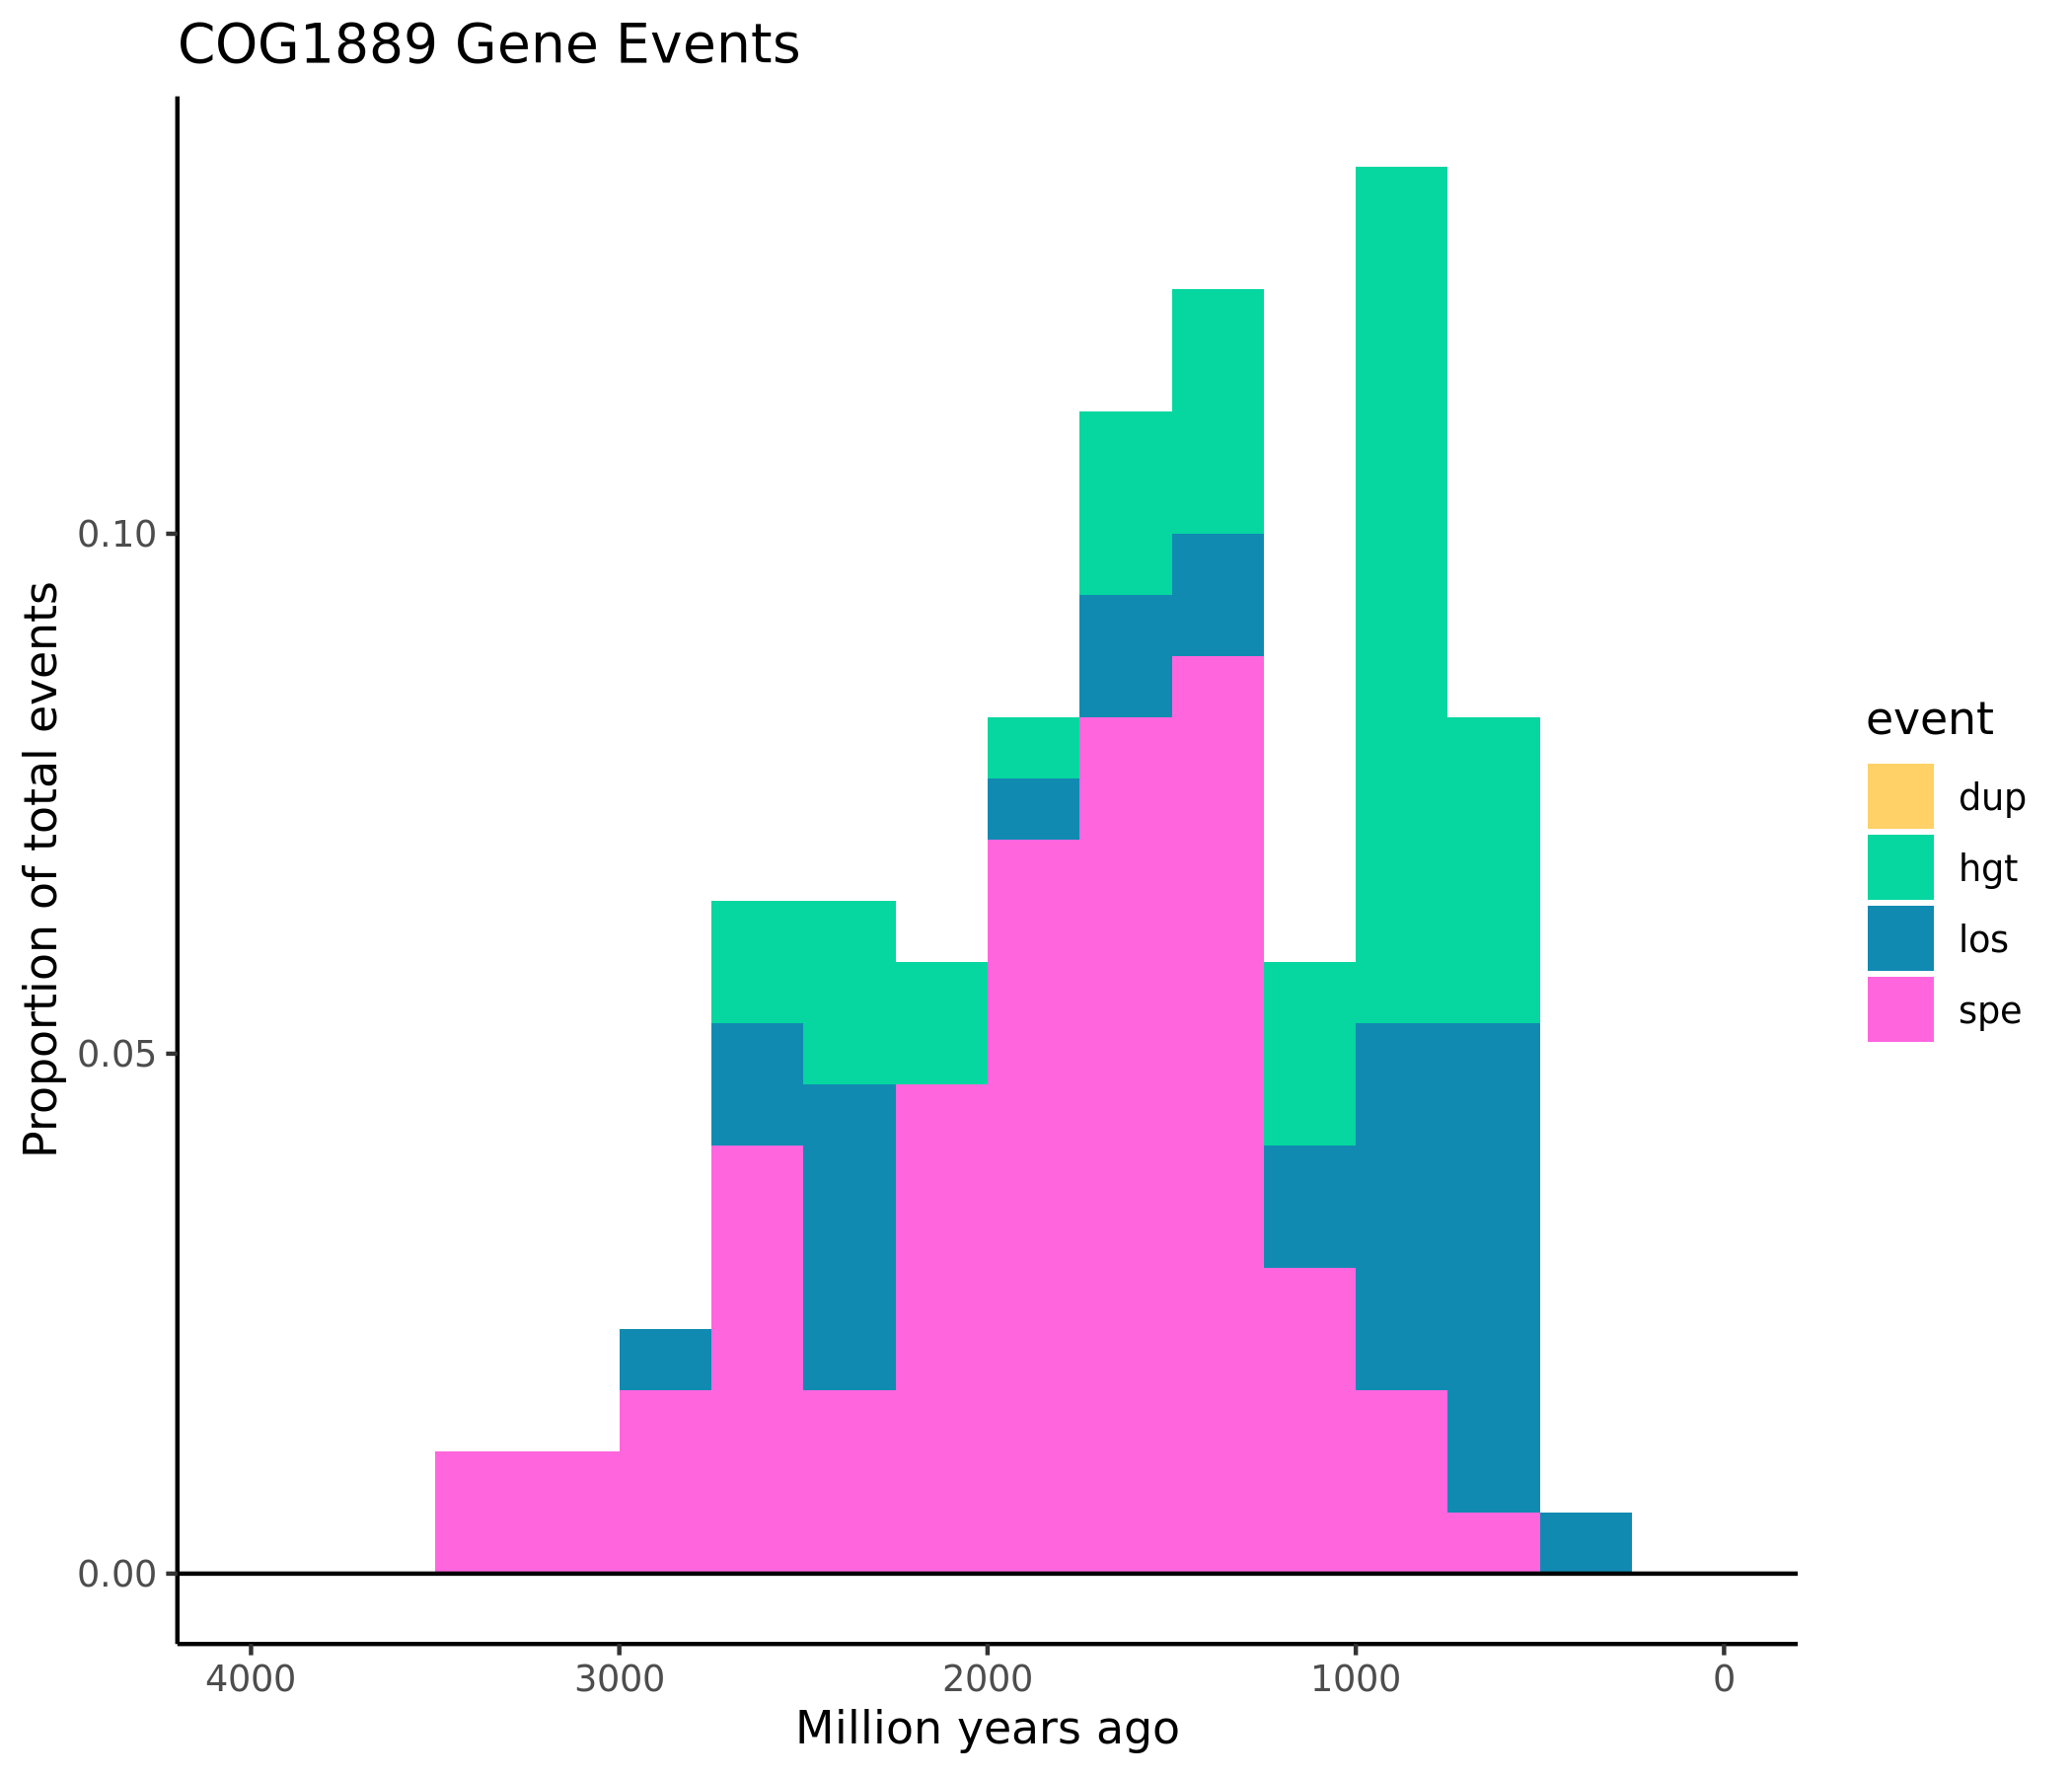 COG1889 Gene Events
Proportion of total events
0.10
0.05
0.00
4000 3000 2000 1000 0
Million years ago
event
dup
hgt
los
spe